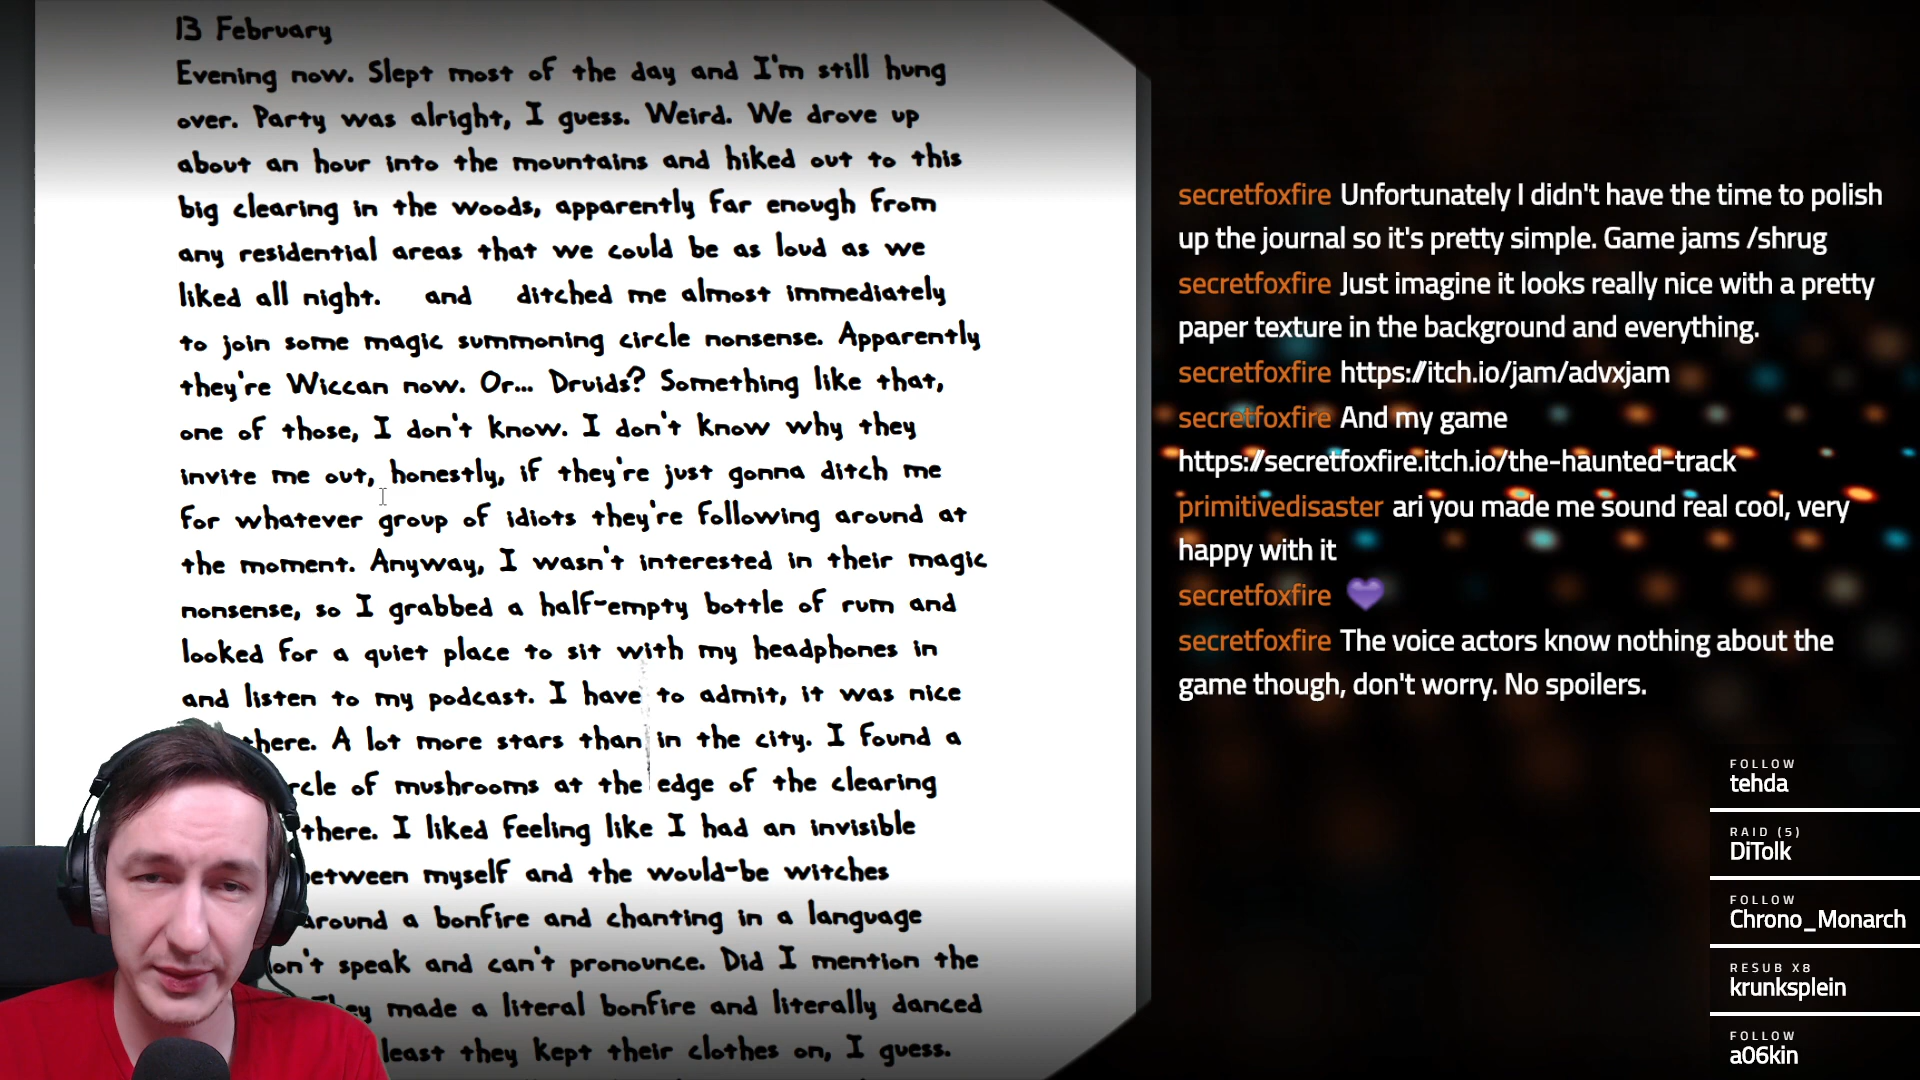 13 February
Evening now. Slept most of the day and I'm still hung
over. Party was alright, I guess. Weird. We drove up
about an hour into the mountains and hiked out to this
big clearing in the woods, apparently far enough from
any residential areas that we could be as loud as we
liked all night. and ditched me almost immediately
to join some magic summoning circle nonsense. Apparently
they're Wiccan now. Or... Druids? Something like that,
one of those, I don't know. I don't know why they
invite me out, honestly, if they're just gonna ditch me
for whatever group of idiots they're following around at
the moment. Anyway, I wasn't interested in their magic
nonsense, so I grabbed a half-empty bottle of rum and
looked for a quiet place to sit with my headphones in
and listen to my podcast. I have to admit, it was nice
there. A lot more stars than in the city. I found a
of mushrooms at the edge of the clearing
there. I liked feeling like I had an invisible
between myself and the would-be witches
around a bonfire and chanting in a language
speak and can't pronounce. Did I mention the
made a literal bonfire and literally danced
least they kept their clothes on, I guess.
secretfoxfire Unfortunately I didn't have the time to polish
up the journal so it's pretty simple. Game jams /shrug
secretfoxfire Just imagine it looks really nice with a pretty
paper texture in the background and everything.
secretfoxfire https://itch.io/jam/advxjam
secretfoxfire And my game
https://secretfoxfire.itch.io/the-haunted-track
primitivedisaster ari you made me sound real cool, very
happy with it
secretfoxfire 💜
secretfoxfire The voice actors know nothing about the
game though, don't worry. No spoilers.
FOLLOW
tehda
RAID (5)
DiTolk
FOLLOW
Chrono_Monarch
RESUB X8
krunksplein
FOLLOW
a06kin